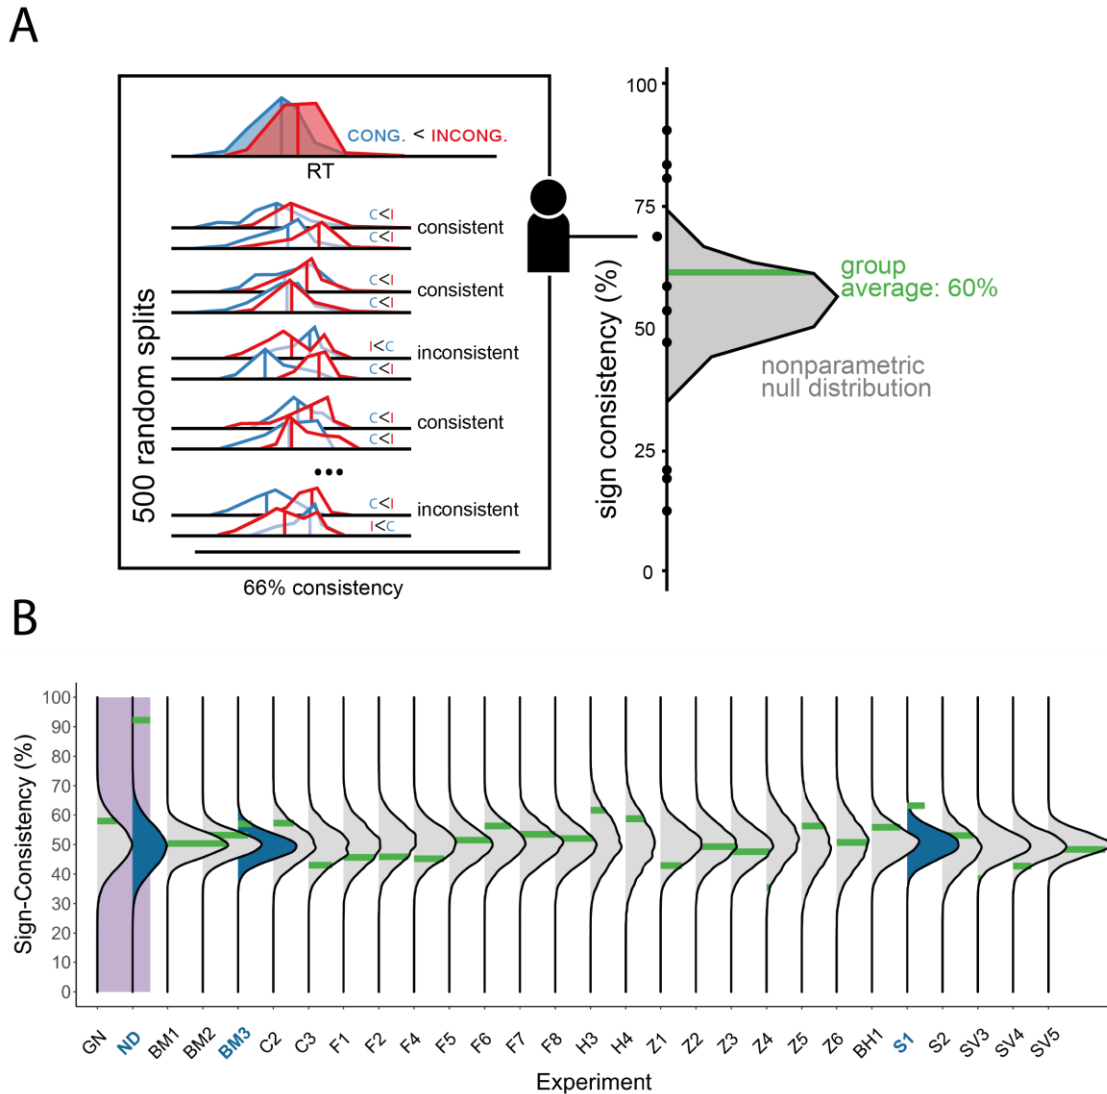 A
CONG. < INCONG.
RT
500 random splits
C<I
C<I
consistent
C<I
C<I
consistent
I<C
C<I
inconsistent
C<I
C<I
consistent
...
C<I
I<C
inconsistent
66% consistency
sign consistency (%)
100
75
50
25
0
group
average: 60%
nonparametric
null distribution
B
Sign-Consistency (%)
100
90
80
70
60
50
40
30
20
10
0
GN ND BM1 BM2 BM3 C2 C3 F1 F2 F4 F5 F6 F7 F8 H3 H4 Z1 Z2 Z3 Z4 Z5 Z6 BH1 S1 S2 SV3 SV4 SV5
Experiment